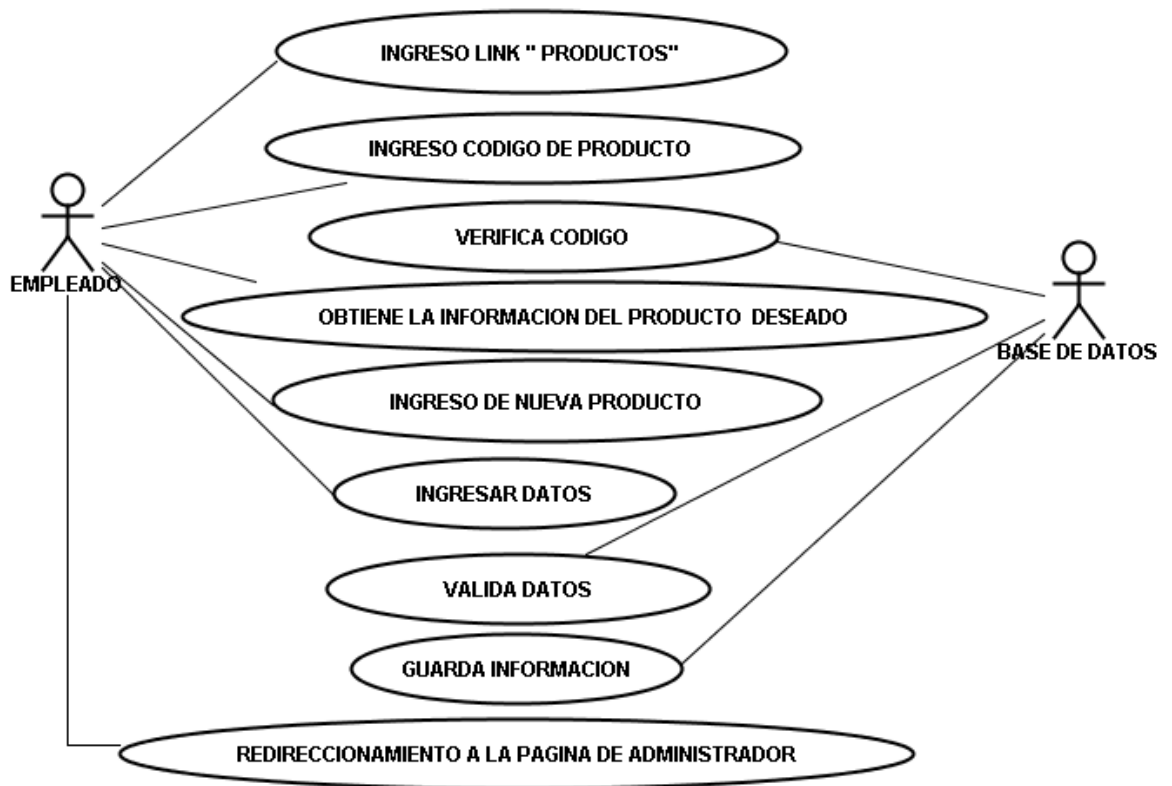 INGRESO LINK " PRODUCTOS"
INGRESO CODIGO DE PRODUCTO
VERIFICA CODIGO
EMPLEADO
OBTIENE LA INFORMACION DEL PRODUCTO DESEADO
BASE DE DATOS
INGRESO DE NUEVA PRODUCTO
INGRESAR DATOS
VALIDA DATOS
GUARDA INFORMACION
REDIRECCIONAMIENTO A LA PAGINA DE ADMINISTRADOR